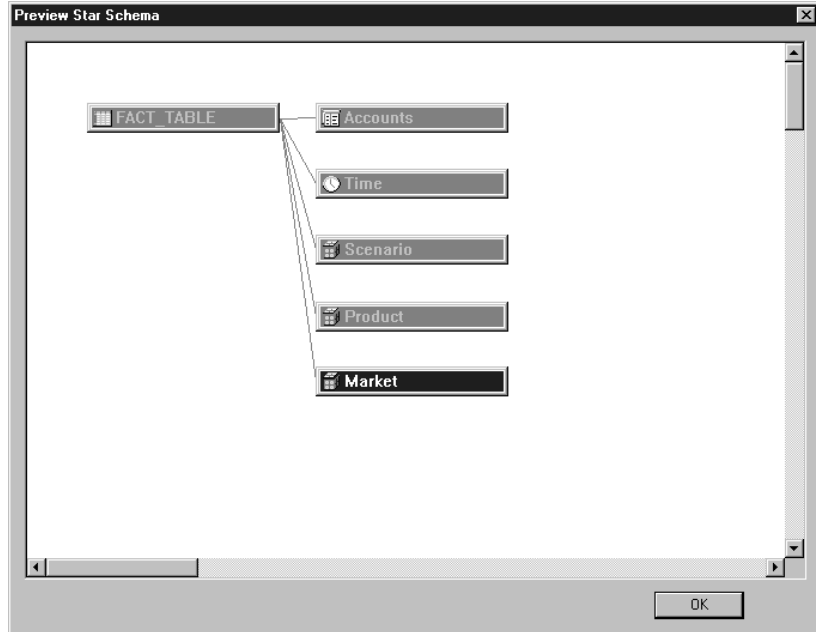 Preview Star Schema
FACT_TABLE
Accounts
Time
Scenario
Product
Market
OK